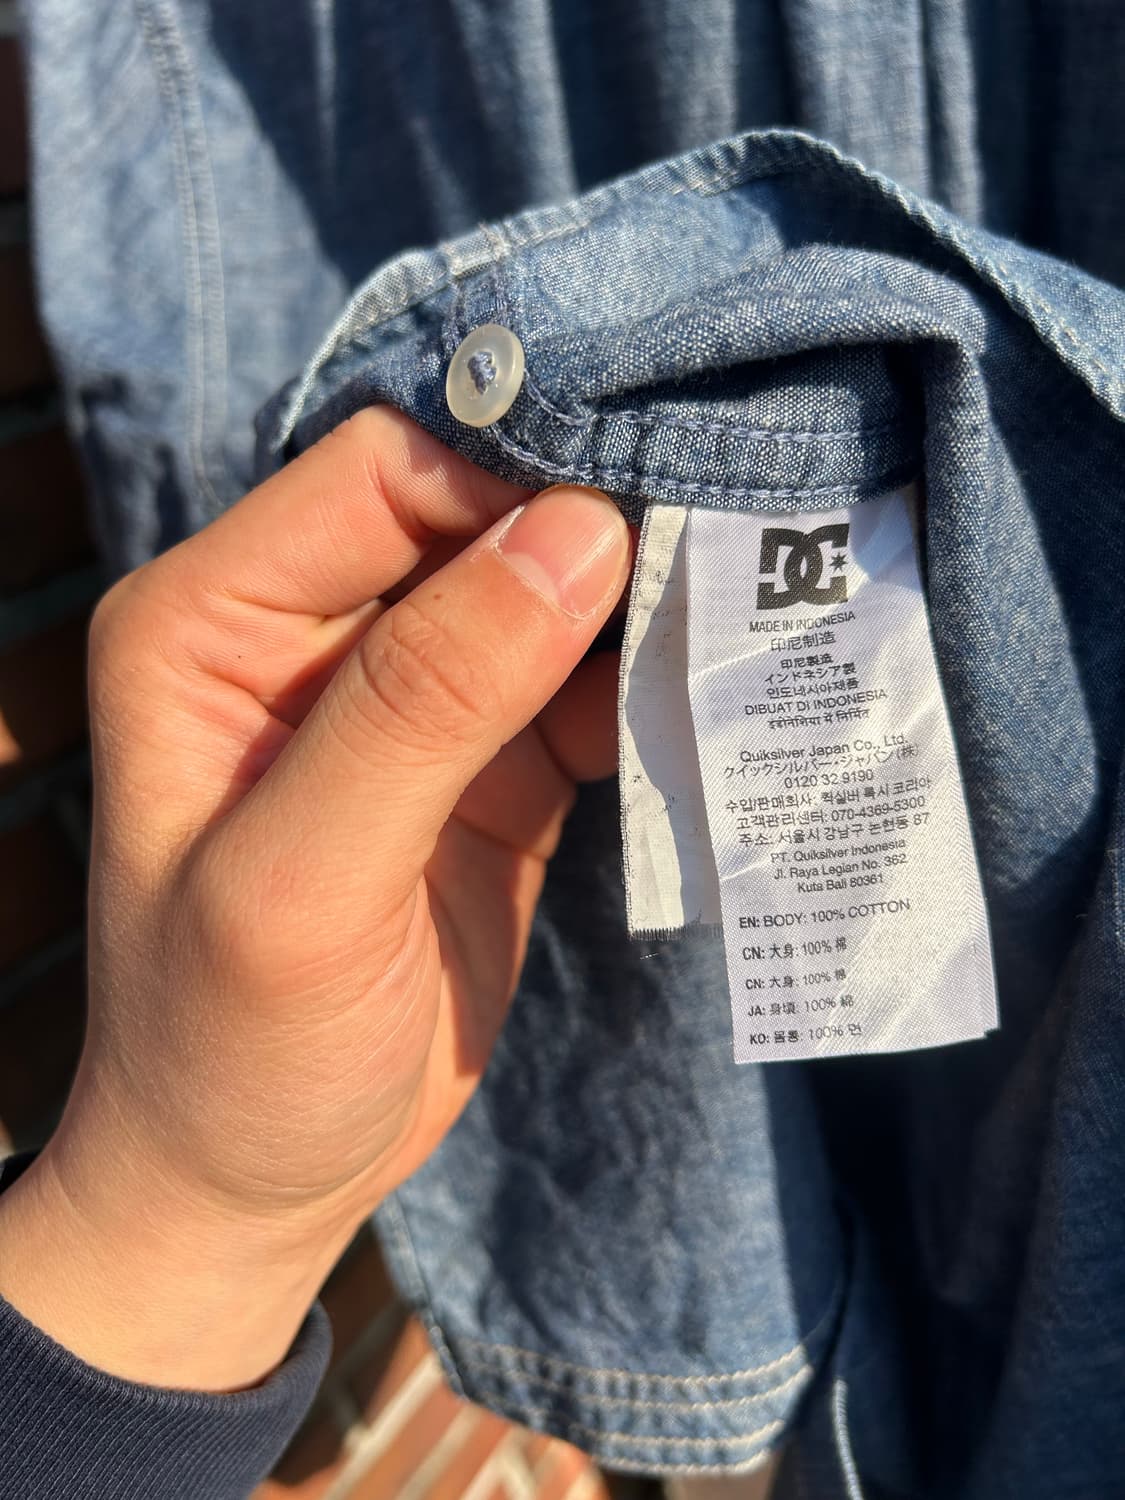 DC
MADE IN INDONESIA
印尼制造
印尼製造
インドネシア製
인도네시아제품
DIBUAT DI INDONESIA
इंडोनेशिया में निर्मित
Quiksilver Japan Co., Ltd.
クイックシルバー・ジャパン(株)
0120 32 9190
수입/판매회사. 퀵실버 록시 코리아
고객관리센터: 070-4369-5300
주소: 서울시 강남구 논현동 87
PT. Quiksilver Indonesia
Jl. Raya Legian No. 362
Kuta Bali 80361
EN: BODY: 100% COTTON
CN: 大身: 100% 棉
CN: 大身: 100% 棉
JA: 身頃: 100% 綿
KO: 몸통: 100% 면